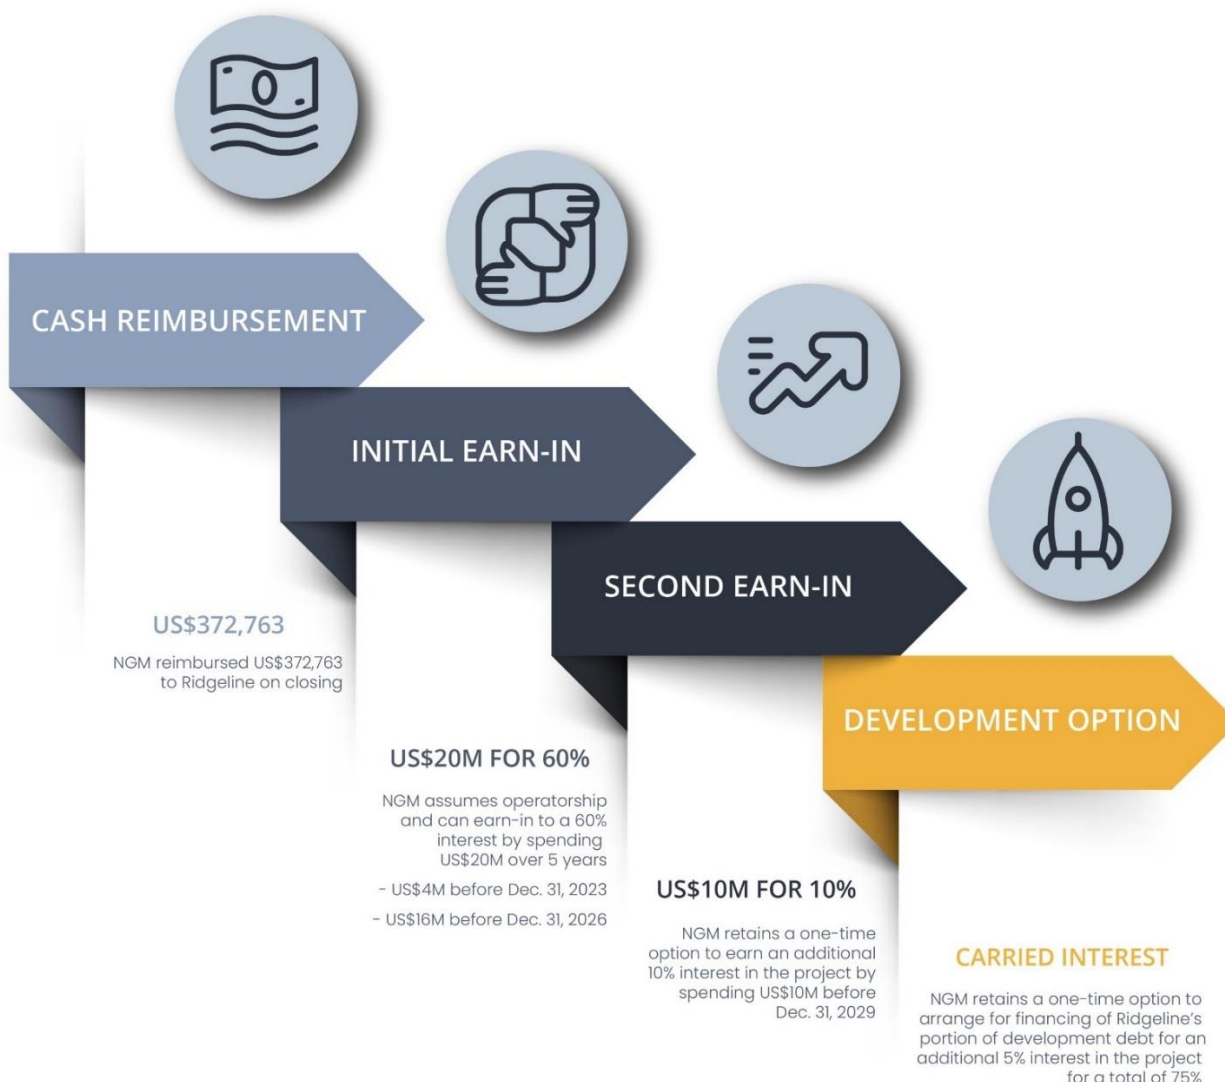 CASH REIMBURSEMENT
US$372,763
NGM reimbursed US$372,763
to Ridgeline on closing
INITIAL EARN-IN
US$20M FOR 60%
NGM assumes operatorship
and can earn-in to a 60%
interest by spending
US$20M over 5 years
- US$4M before Dec. 31, 2023
- US$16M before Dec. 31, 2026
SECOND EARN-IN
US$10M FOR 10%
NGM retains a one-time
option to earn an additional
10% interest in the project by
spending US$10M before
Dec. 31, 2029
DEVELOPMENT OPTION
CARRIED INTEREST
NGM retains a one-time option to
arrange for financing of Ridgeline's
portion of development debt for an
additional 5% interest in the project
for a total of 75%